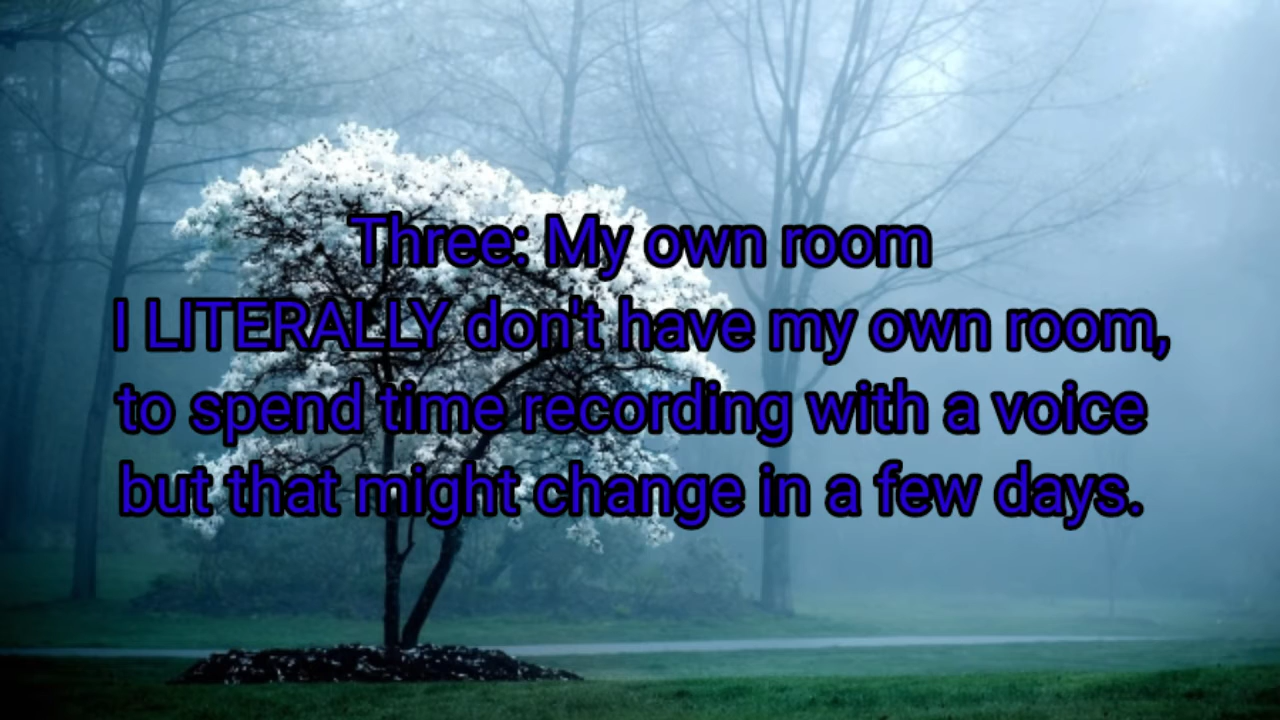 Three: My own room
I LITERALLY don't have my own room,
to spend time recording with a voice
but that might change in a few days.